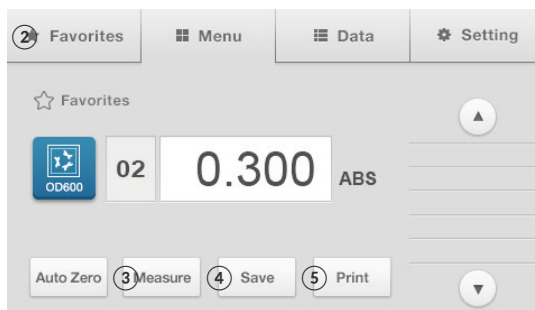 ② Favorites Menu Data Setting
Favorites
OD600 02 0.300 ABS
Auto Zero ③ Measure ④ Save ⑤ Print